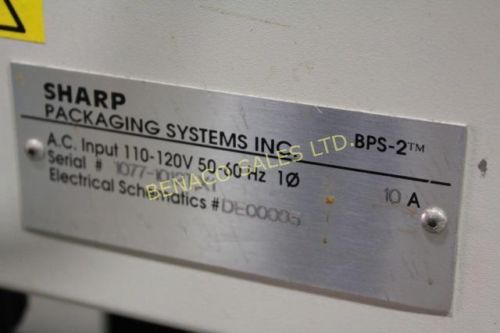 SHARP
PACKAGING SYSTEMS INC. BPS-2™
A.C. Input 110-120V 50-60 Hz 1Ø 10 A
Serial #
Electrical Schematics # DE00005
BENACO SALES LTD.